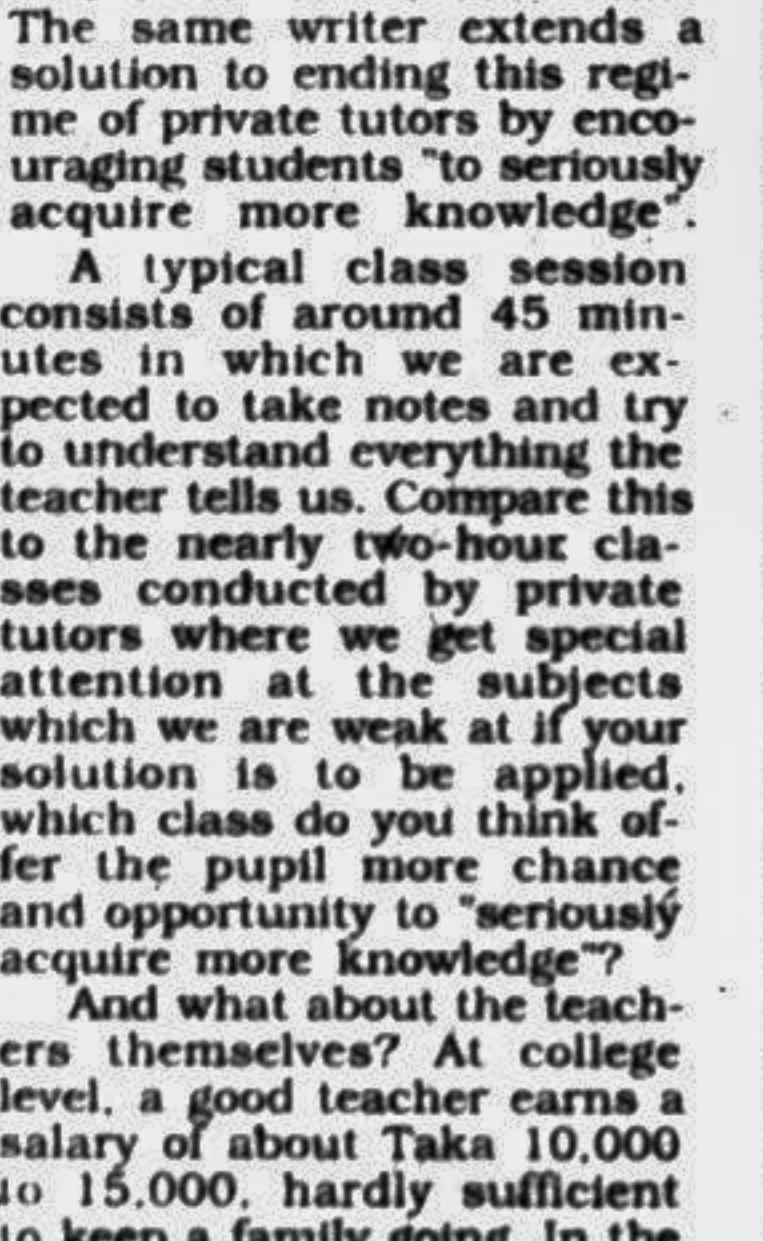 The same writer extends a
solution to ending this regi-
me of private tutors by enco-
uraging students "to seriously
acquire more knowledge".
A typical class session
consists of around 45 min-
utes in which we are ex-
pected to take notes and try
to understand everything the
teacher tells us. Compare this
to the nearly two-hour cla-
sses conducted by private
tutors where we get special
attention at the subjects
which we are weak at if your
solution is to be applied,
which class do you think of-
fer the pupil more chance
and opportunity to "seriously
acquire more knowledge"?
And what about the teach-
ers themselves? At college
level, a good teacher earns a
salary of about Taka 10,000
to 15,000, hardly sufficient
to keep a family going. In the